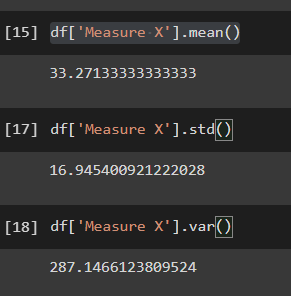 [15] df['Measure X'].mean()
33.27133333333333
[17] df['Measure X'].std()
16.945400921222028
[18] df['Measure X'].var()
287.1466123809524